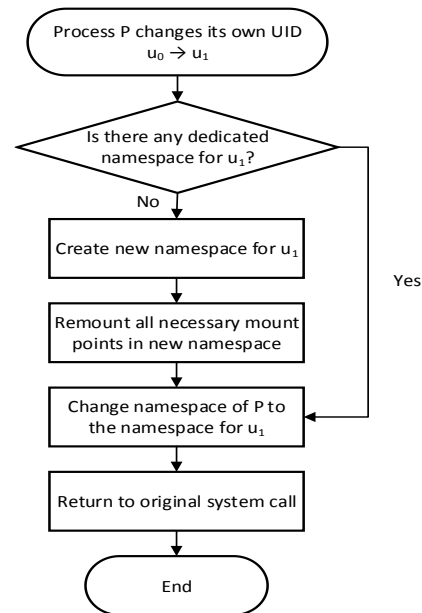 Process P changes its own UID
u₀ → u₁
Is there any dedicated
namespace for u₁?
No
Create new namespace for u₁
Yes
Remount all necessary mount
points in new namespace
Change namespace of P to
the namespace for u₁
Return to original system call
End